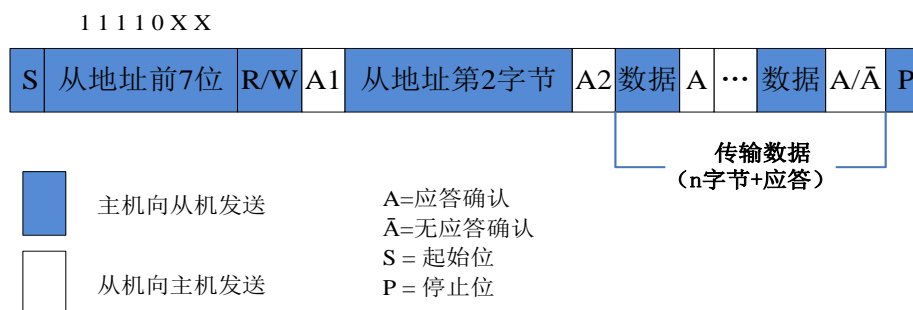 1 1 1 1 0 X X
S 从地址前7位 R/W A1 从地址第2字节 A2 数据 A ··· 数据 A/Ā P
传输数据
（n字节+应答）
主机向从机发送
从机向主机发送
A=应答确认
Ā=无应答确认
S = 起始位
P = 停止位